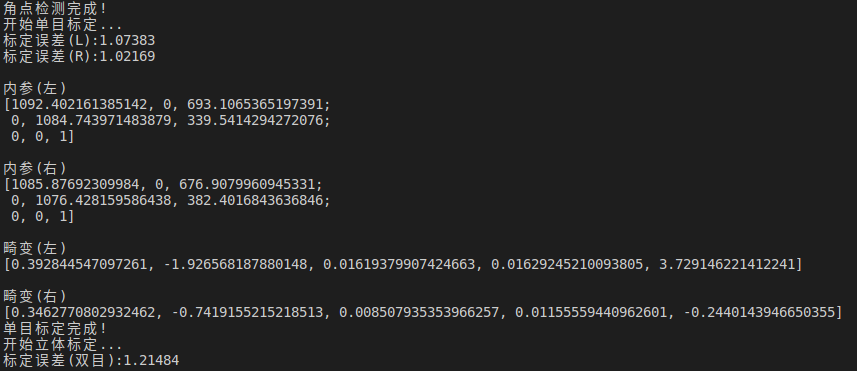 角点检测完成!
开始单目标定...
标定误差(L):1.07383
标定误差(R):1.02169
内参(左)
[1092.402161385142, 0, 693.1065365197391;
0, 1084.743971483879, 339.5414294272076;
0, 0, 1]
内参(右)
[1085.87692309984, 0, 676.9079960945331;
0, 1076.428159586438, 382.4016843636846;
0, 0, 1]
畸变(左)
[0.392844547097261, -1.926568187880148, 0.01619379907424663, 0.01629245210093805, 3.729146221412241]
畸变(右)
[0.3462770802932462, -0.7419155215218513, 0.008507935353966257, 0.01155559440962601, -0.2440143946650355]
单目标定完成!
开始立体标定...
标定误差(双目):1.21484